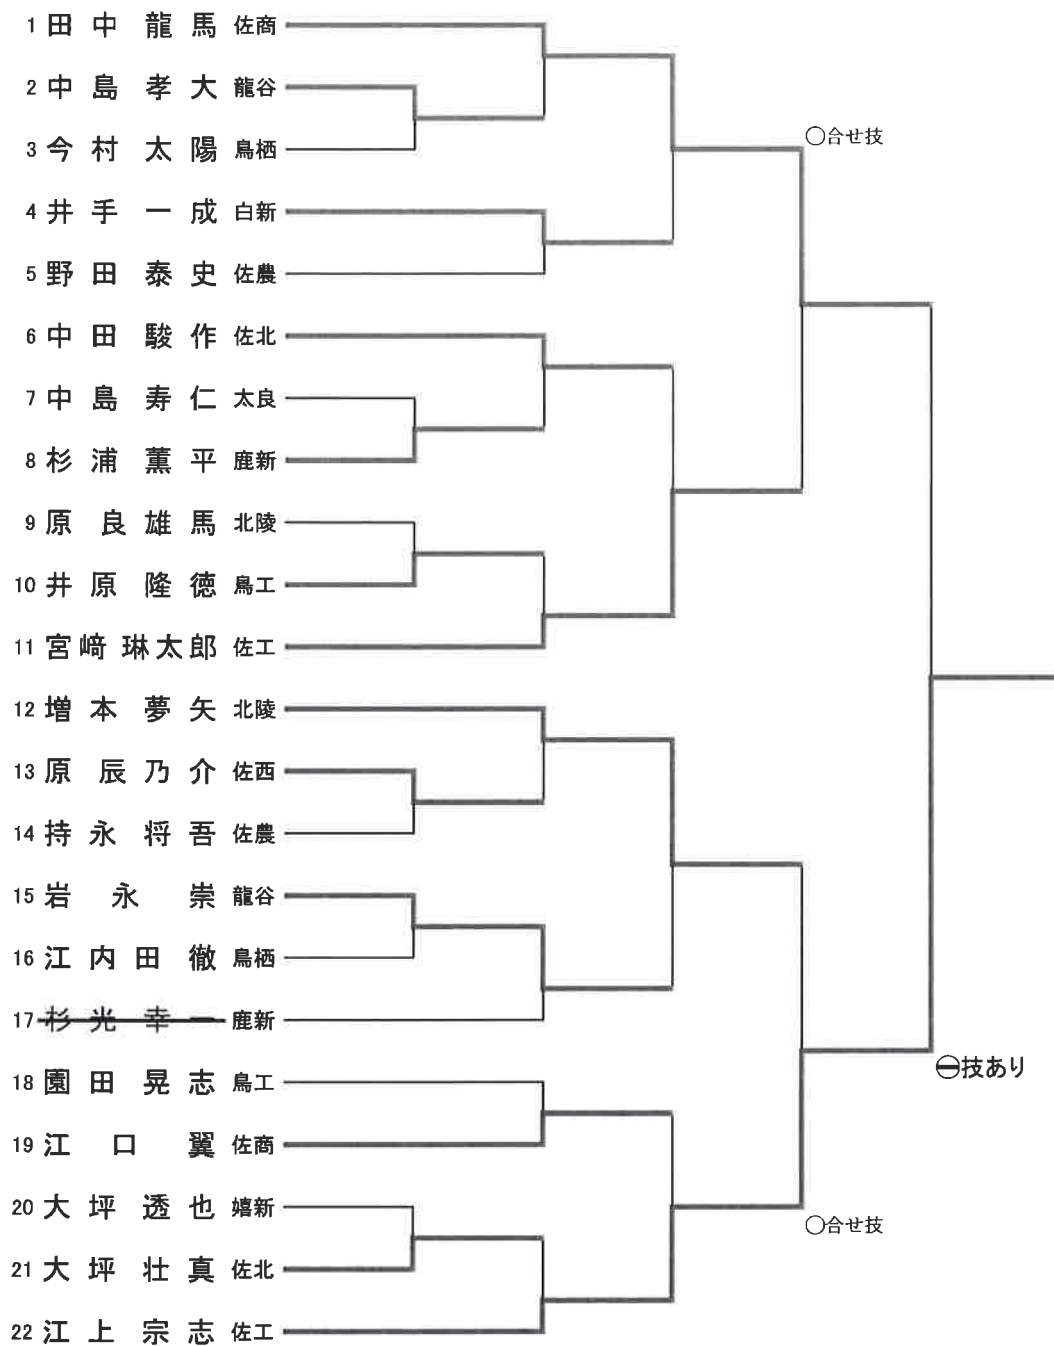 1 田中 龍馬 佐商
2 中島 孝大 龍谷
3 今村 太陽 鳥栖
○合せ技
4 井手 一成 白新
5 野田 泰史 佐農
6 中田 駿作 佐北
7 中島 寿仁 太良
8 杉浦 薫平 鹿新
9 原 良雄馬 北陵
10 井原 隆徳 鳥工
11 宮﨑 琳太郎 佐工
12 増本 夢矢 北陵
13 原 辰乃介 佐西
14 持永 将吾 佐農
15 岩永 崇 龍谷
16 江内田 徹 鳥栖
17 杉光 幸一 鹿新
⊖技あり
18 園田 晃志 鳥工
19 江口 翼 佐商
20 大坪 透也 嬉新
○合せ技
21 大坪 壮真 佐北
22 江上 宗志 佐工